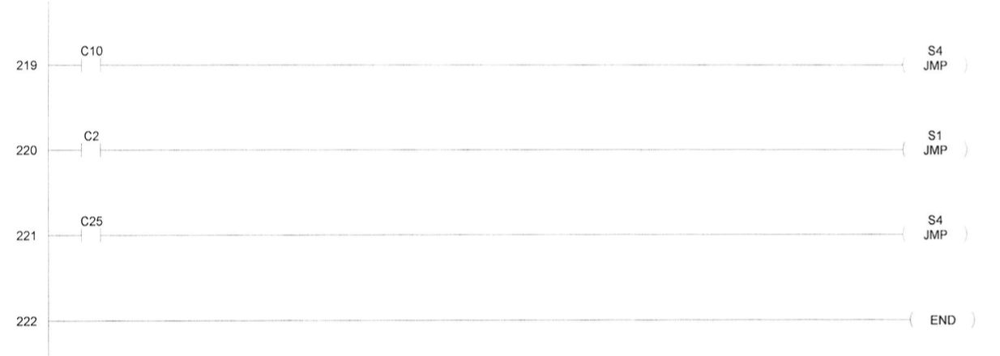 C10 S4
219 JMP
C2 S1
220 JMP
C25 S4
221 JMP
222 END